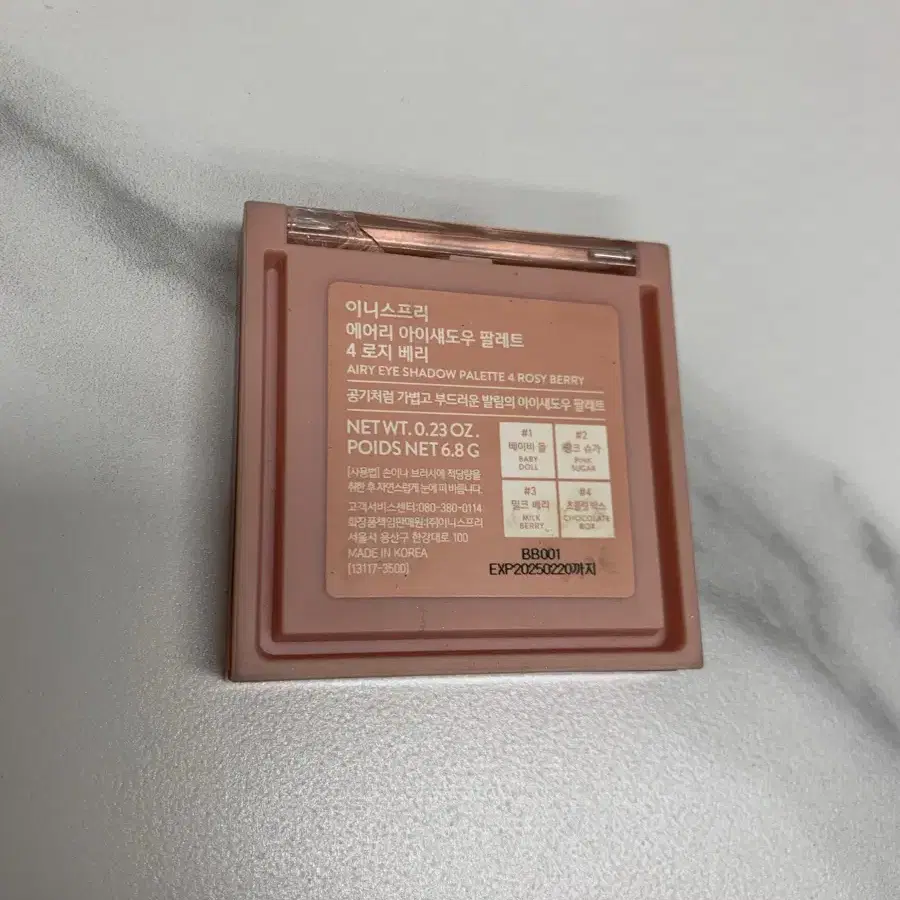 이니스프리
에어리 아이섀도우 팔레트
4 로지 베리
AIRY EYE SHADOW PALETTE 4 ROSY BERRY
공기처럼 가볍고 부드러운 발림의 아이섀도우 팔레트
NET WT. 0.23 OZ.
POIDS NET 6.8 G
[사용법] 손이나 브러시에 적당량을
취한 후 자연스럽게 눈에 펴 바릅니다.
고객서비스센터:080-380-0114
화장품책임판매원:(주)이니스프리
서울시 용산구 한강대로 100
MADE IN KOREA
[13117-3500]
#1
베이비 돌
BABY
DOLL
#2
핑크 슈가
PINK
SUGAR
#3
밀크 베리
MILK
BERRY
#4
초콜릿 박스
CHOCOLATE
BOX
BB001
EXP20250220까지